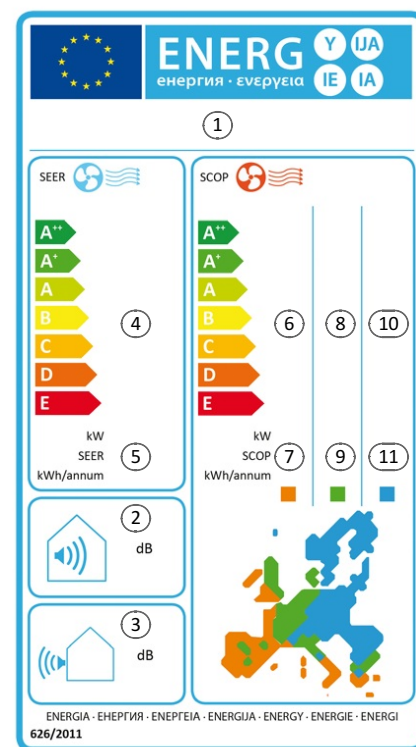 ENERG Y IJA
енергия · ενεργεια IE IA
1
SEER
A++
A+
A
B
C
D
E
4
kW
SEER 5
kWh/annum
SCOP
A++
A+
A
B
C
D
E
6 8 10
kW
SCOP 7 9 11
kWh/annum
2
dB
3
dB
ENERGIA · ЕНЕРГИЯ · ΕΝΕΡΓΕΙΑ · ENERGIJA · ENERGY · ENERGIE · ENERGI
626/2011